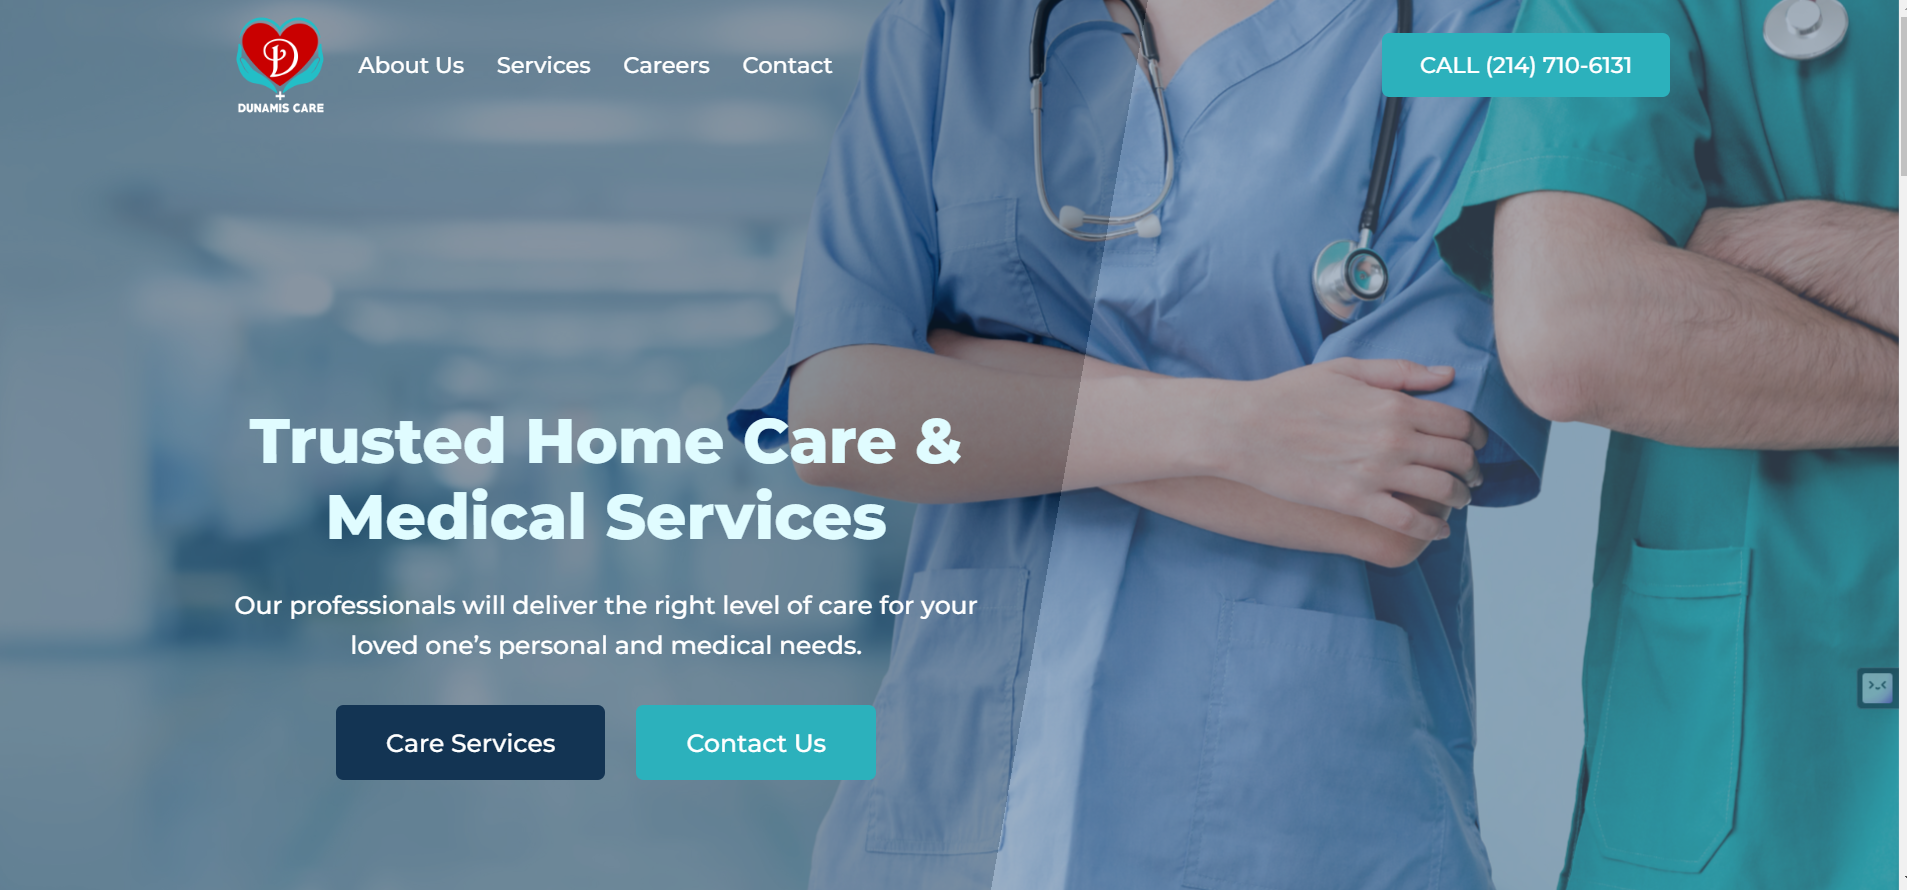 D
DUNAMIS CARE
About Us
Services
Careers
Contact
CALL (214) 710-6131
Trusted Home Care &
Medical Services
Our professionals will deliver the right level of care for your
loved one’s personal and medical needs.
Care Services
Contact Us